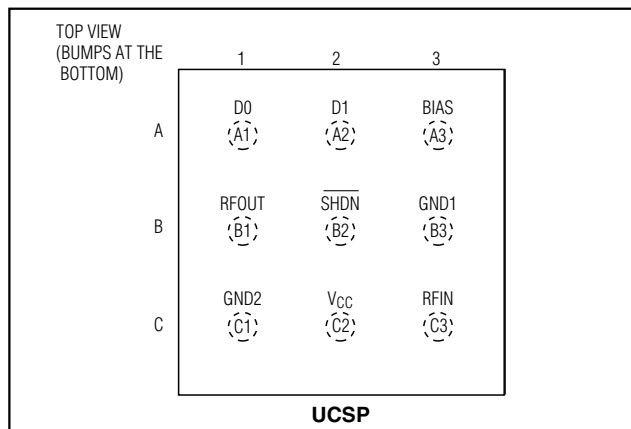 TOP VIEW
(BUMPS AT THE
BOTTOM)
1 2 3
D0 D1 BIAS
A A1 A2 A3
RFOUT SHDN GND1
B B1 B2 B3
GND2 VCC RFIN
C C1 C2 C3
UCSP